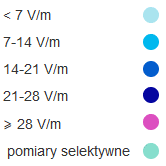 < 7 V/m
7-14 V/m
14-21 V/m
21-28 V/m
⩾ 28 V/m
pomiary selektywne